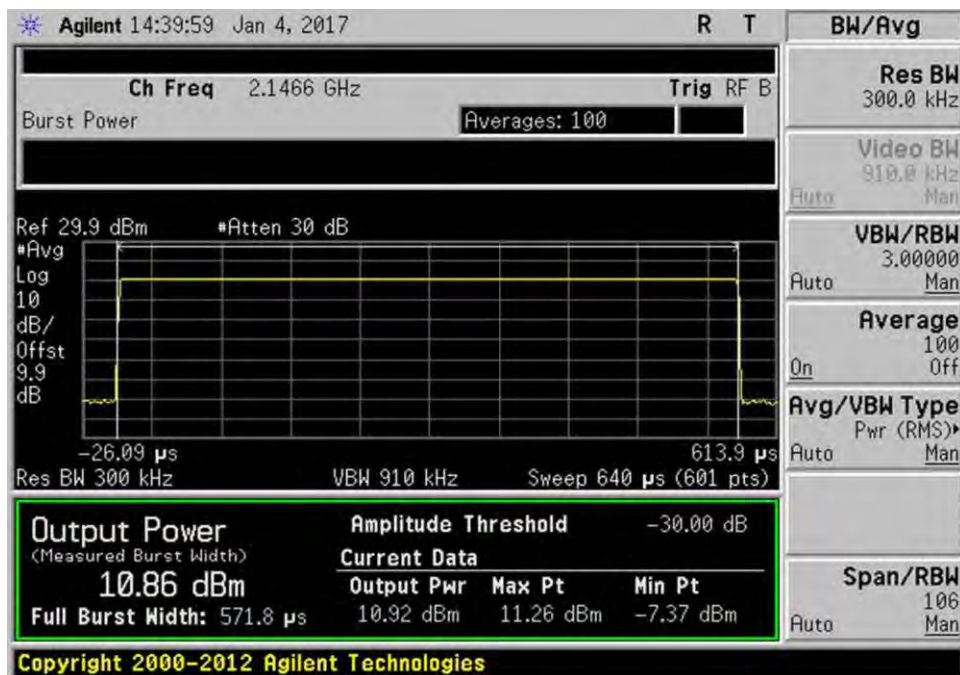 Agilent 14:39:59 Jan 4, 2017 R T
BW/Avg
Ch Freq 2.1466 GHz Trig RF B
Burst Power Averages: 100
Res BW
300.0 kHz
Video BW
910.0 kHz
Auto Man
Ref 29.9 dBm #Atten 30 dB
#Avg
Log
10
dB/
Offst
9.9
dB
VBW/RBW
3.00000
Auto Man
Average
100
On Off
Avg/VBW Type
Pwr (RMS)
Auto Man
-26.09 µs 613.9 µs
Res BW 300 kHz VBW 910 kHz Sweep 640 µs (601 pts)
Output Power
(Measured Burst Width)
10.86 dBm
Full Burst Width: 571.8 µs
Amplitude Threshold -30.00 dB
Current Data
Output Pwr Max Pt Min Pt
10.92 dBm 11.26 dBm -7.37 dBm
Span/RBW
106
Auto Man
Copyright 2000-2012 Agilent Technologies